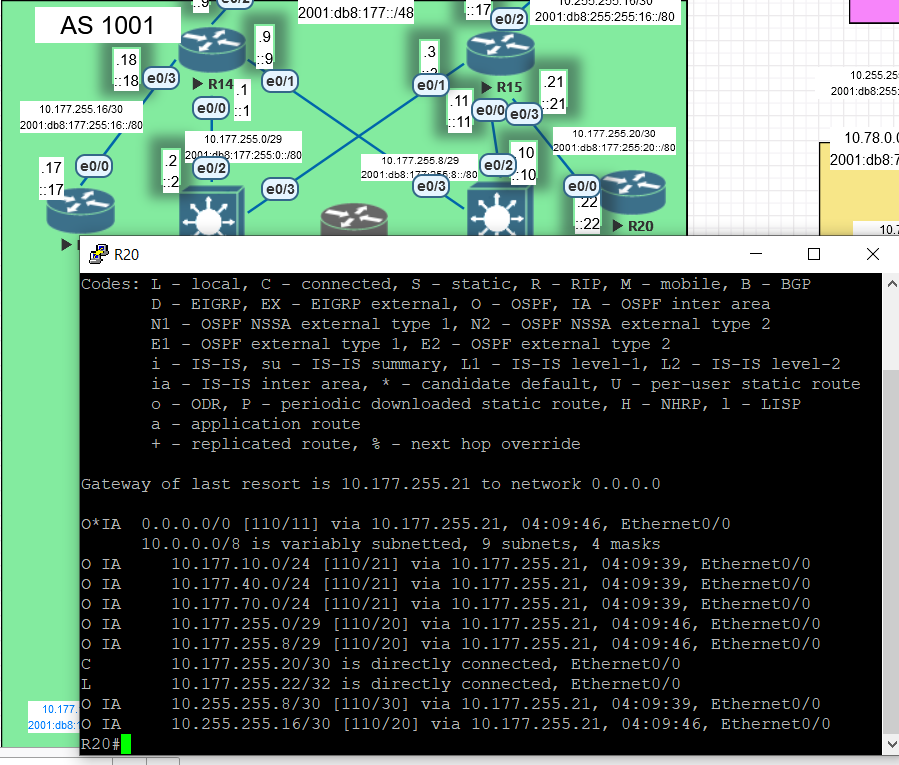 AS 1001
.9
e0/2
2001:db8:177::/48
::17
e0/2
10.255.255.16/30
2001:db8:255:255:16::/80
.18
::18
e0/3
R14
.9
::9
e0/1
.3
e0/1
R15
10.177.255.16/30
2001:db8:177:255:16::/80
e0/0
.1
::1
.11
::11
e0/0
e0/3
.21
::21
10.255.25
2001:db8:255:
10.177.255.0/29
2001:db8:177:255:0::/80
10.177.255.20/30
2001:db8:177:255:20::/80
10.78.0.0
2001:db8:7
.17
::17
e0/0
.2
::2
e0/2
e0/3
10.177.255.8/29
2001:db8:177:255:8::/80
e0/3
e0/2
10
::10
e0/0
.22
::22
R20
10.7
R20
Codes: L - local, C - connected, S - static, R - RIP, M - mobile, B - BGP
D - EIGRP, EX - EIGRP external, O - OSPF, IA - OSPF inter area
N1 - OSPF NSSA external type 1, N2 - OSPF NSSA external type 2
E1 - OSPF external type 1, E2 - OSPF external type 2
i - IS-IS, su - IS-IS summary, L1 - IS-IS level-1, L2 - IS-IS level-2
ia - IS-IS inter area, * - candidate default, U - per-user static route
o - ODR, P - periodic downloaded static route, H - NHRP, l - LISP
a - application route
+ - replicated route, % - next hop override
Gateway of last resort is 10.177.255.21 to network 0.0.0.0
O*IA 0.0.0.0/0 [110/11] via 10.177.255.21, 04:09:46, Ethernet0/0
10.0.0.0/8 is variably subnetted, 9 subnets, 4 masks
O IA 10.177.10.0/24 [110/21] via 10.177.255.21, 04:09:39, Ethernet0/0
O IA 10.177.40.0/24 [110/21] via 10.177.255.21, 04:09:39, Ethernet0/0
O IA 10.177.70.0/24 [110/21] via 10.177.255.21, 04:09:39, Ethernet0/0
O IA 10.177.255.0/29 [110/20] via 10.177.255.21, 04:09:46, Ethernet0/0
O IA 10.177.255.8/29 [110/20] via 10.177.255.21, 04:09:46, Ethernet0/0
C 10.177.255.20/30 is directly connected, Ethernet0/0
L 10.177.255.22/32 is directly connected, Ethernet0/0
O IA 10.255.255.8/30 [110/30] via 10.177.255.21, 04:09:39, Ethernet0/0
O IA 10.255.255.16/30 [110/20] via 10.177.255.21, 04:09:46, Ethernet0/0
R20#
10.177.
2001:db8:1